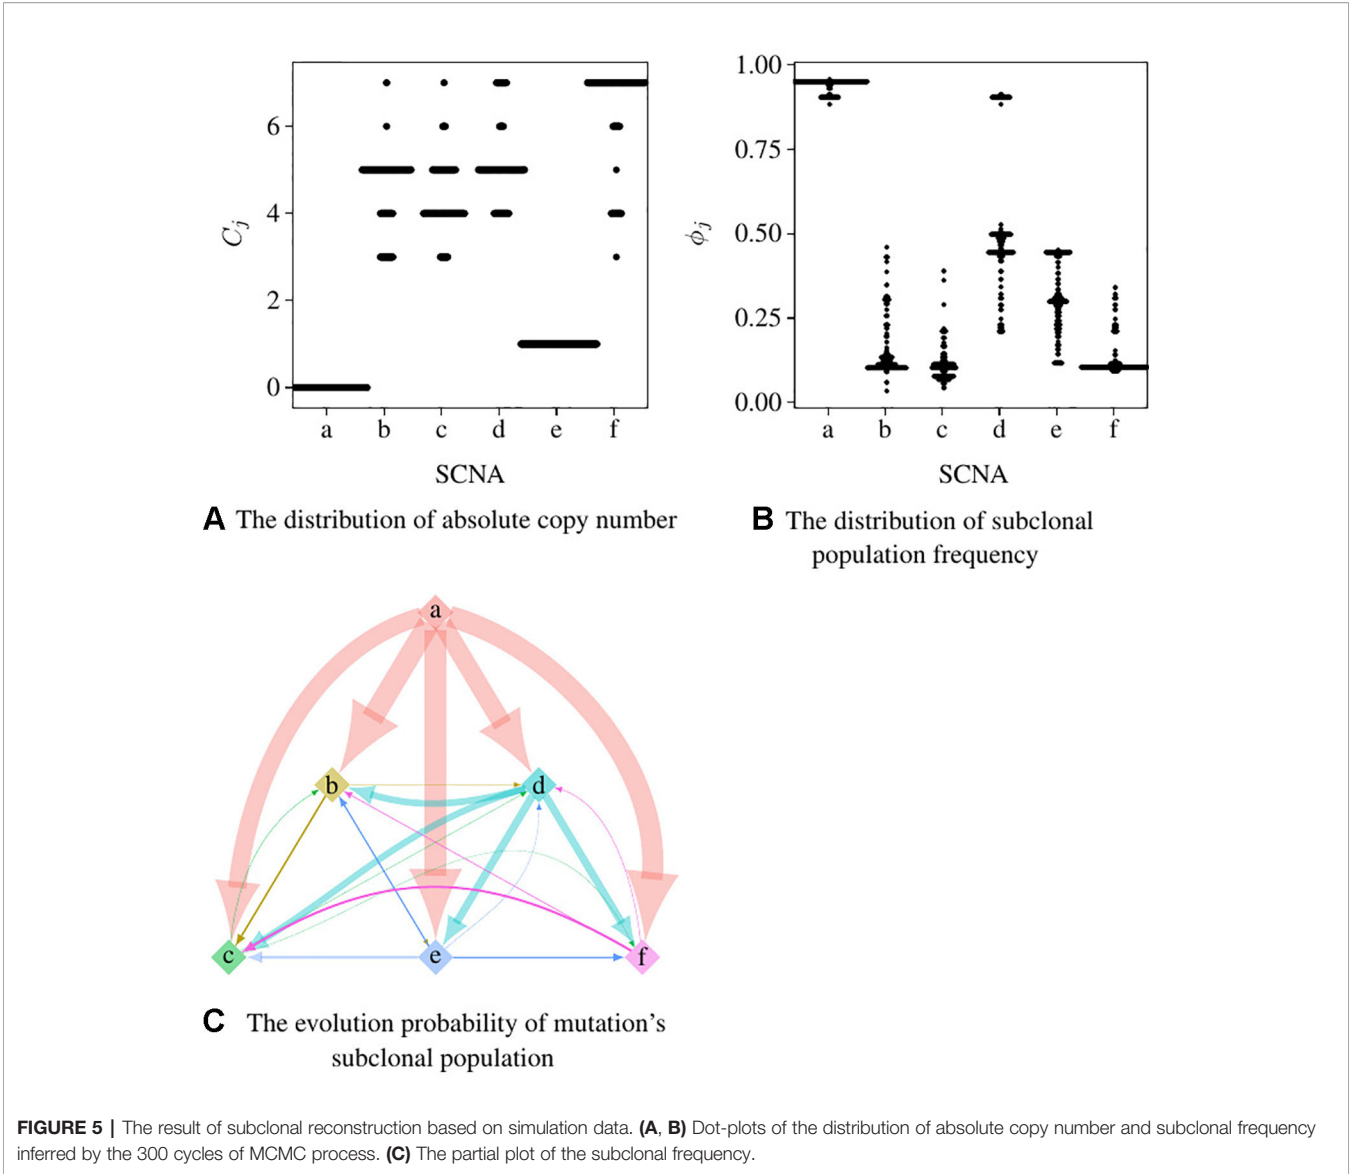 6
4
2
0
C_j
a b c d e f
SCNA
A The distribution of absolute copy number
1.00
0.75
0.50
0.25
0.00
ϕ_j
a b c d e f
SCNA
B The distribution of subclonal
population frequency
a
b
d
c
e
f
C The evolution probability of mutation's
subclonal population
FIGURE 5 | The result of subclonal reconstruction based on simulation data. (A, B) Dot-plots of the distribution of absolute copy number and subclonal frequency
inferred by the 300 cycles of MCMC process. (C) The partial plot of the subclonal frequency.